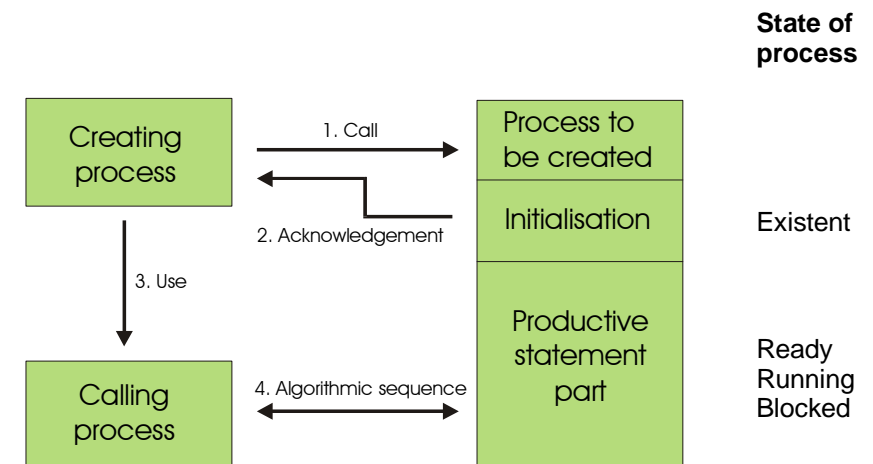 State of
process
Creating
process
1. Call
Process to
be created
2. Acknowledgement
Initialisation
Existent
3. Use
Productive
statement
part
Ready
Running
Blocked
Calling
process
4. Algorithmic sequence